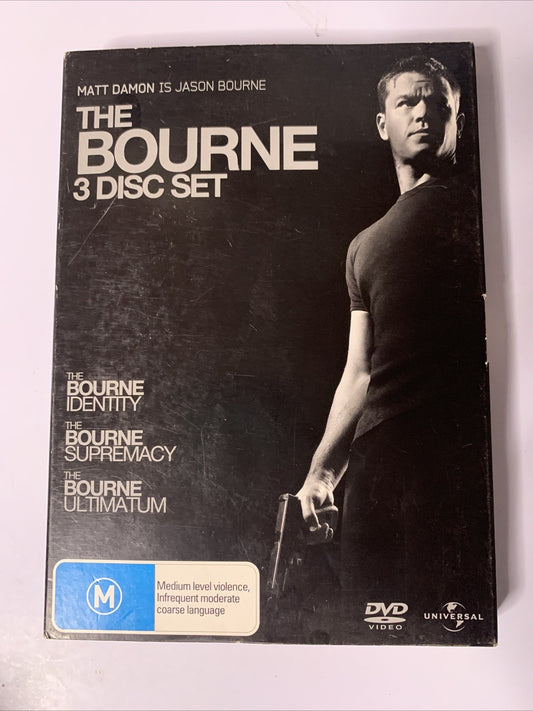 MATT DAMON IS JASON BOURNE
THE
BOURNE
3 DISC SET
THE
BOURNE
IDENTITY
THE
BOURNE
SUPREMACY
THE
BOURNE
ULTIMATUM
M
Medium level violence,
Infrequent moderate
coarse language
DVD
VIDEO
UNIVERSAL